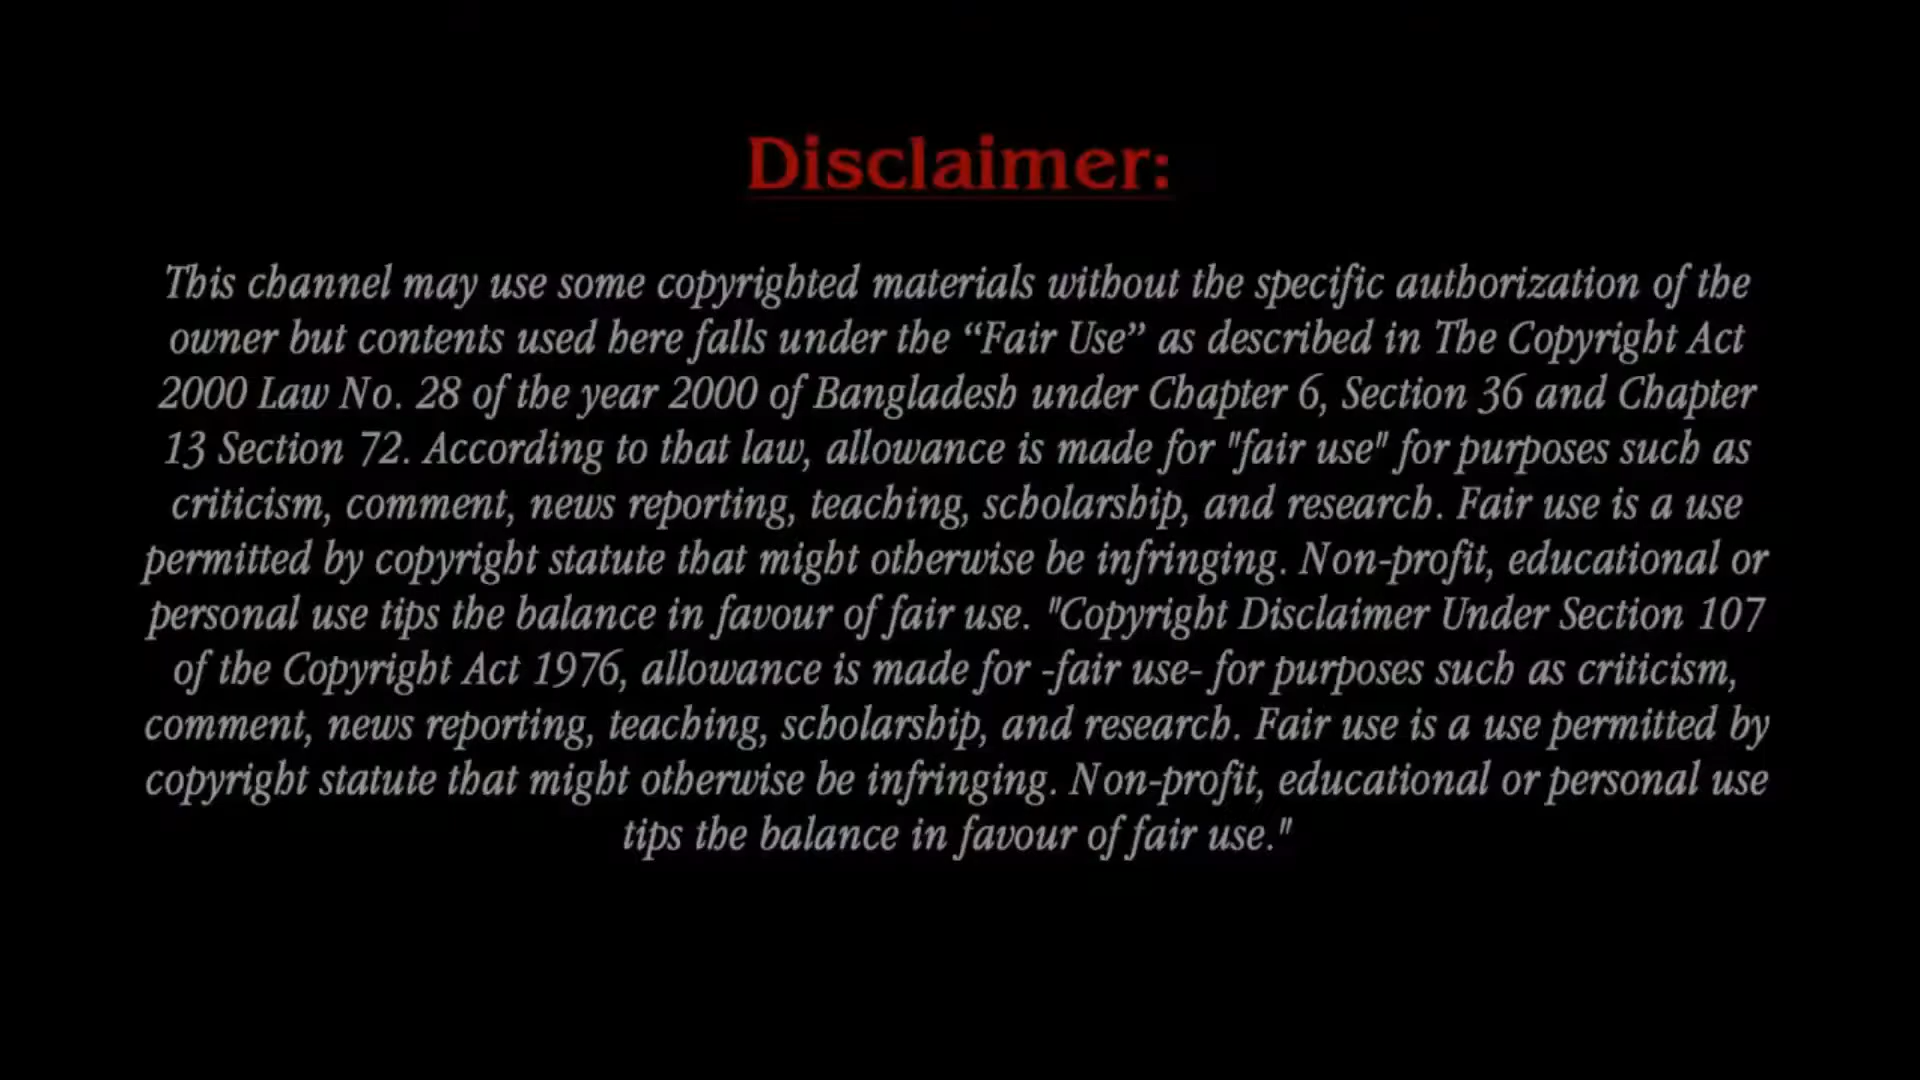 Disclaimer:
This channel may use some copyrighted materials without the specific authorization of the
owner but contents used here falls under the “Fair Use” as described in The Copyright Act
2000 Law No. 28 of the year 2000 of Bangladesh under Chapter 6, Section 36 and Chapter
13 Section 72. According to that law, allowance is made for "fair use" for purposes such as
criticism, comment, news reporting, teaching, scholarship, and research. Fair use is a use
permitted by copyright statute that might otherwise be infringing. Non-profit, educational or
personal use tips the balance in favour of fair use. "Copyright Disclaimer Under Section 107
of the Copyright Act 1976, allowance is made for -fair use- for purposes such as criticism,
comment, news reporting, teaching, scholarship, and research. Fair use is a use permitted by
copyright statute that might otherwise be infringing. Non-profit, educational or personal use
tips the balance in favour of fair use."